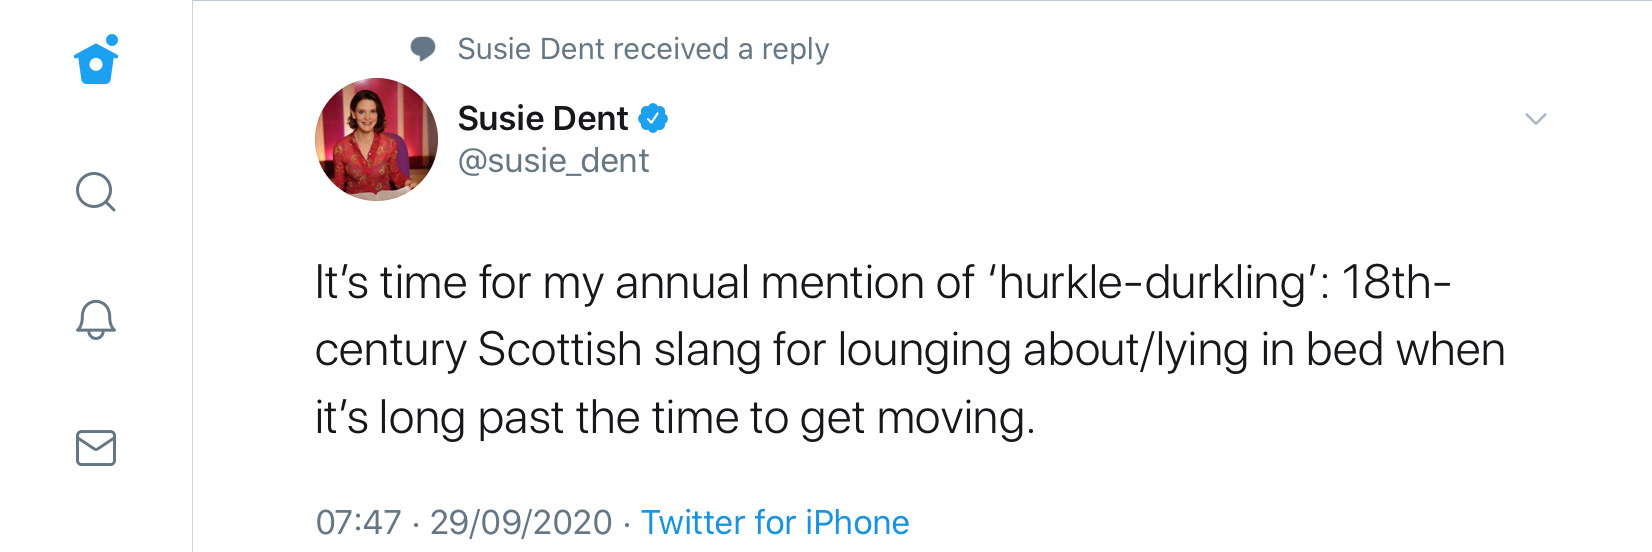 Susie Dent received a reply
Susie Dent
@susie_dent
It’s time for my annual mention of ‘hurkle-durkling’: 18th-
century Scottish slang for lounging about/lying in bed when
it’s long past the time to get moving.
07:47 · 29/09/2020 · Twitter for iPhone